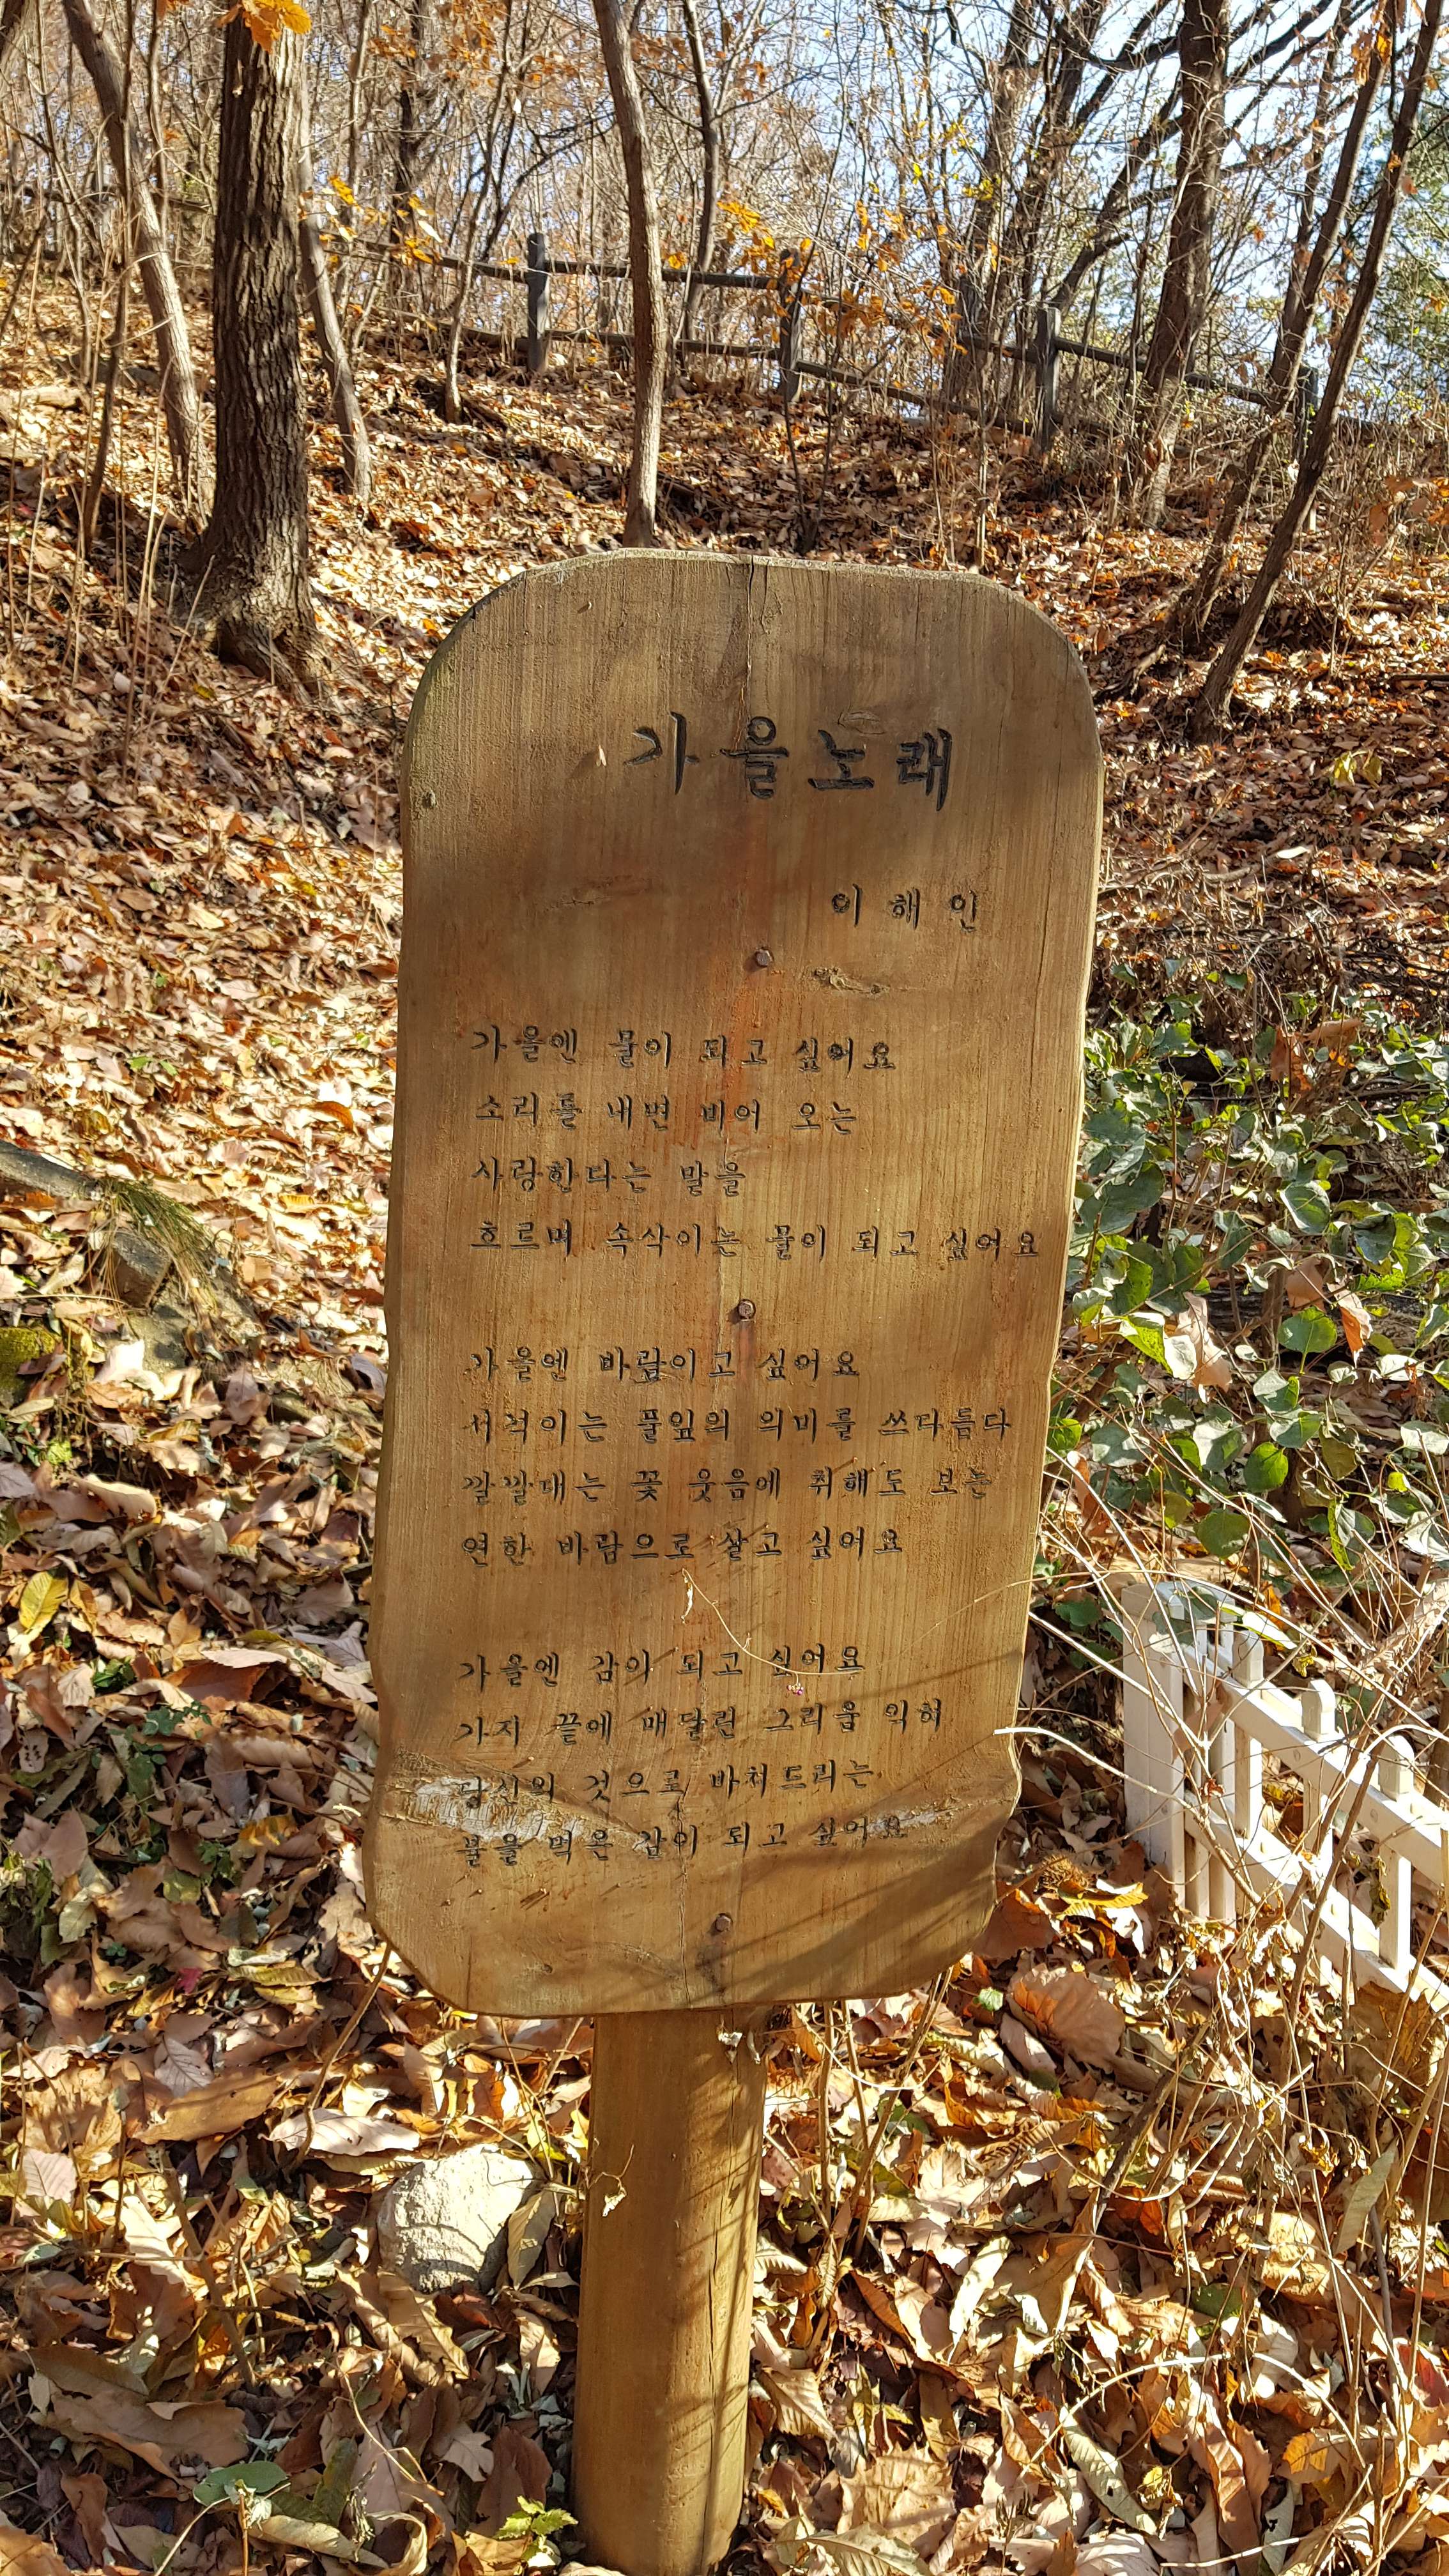 가을노래
이해인
가을엔 물이 되고 싶어요
소리를 내면 비어 오는
사랑한다는 말을
흐르며 속삭이는 물이 되고 싶어요
가을엔 바람이고 싶어요
서걱이는 풀잎의 의미를 쓰다듬다
깔깔대는 꽃 웃음에 취해도 보는
연한 바람으로 살고 싶어요
가을엔 감이 되고 싶어요
가지 끝에 매달린 그리움 익혀
당신의 것으로 바쳐드리는
불을 먹은 감이 되고 싶어요